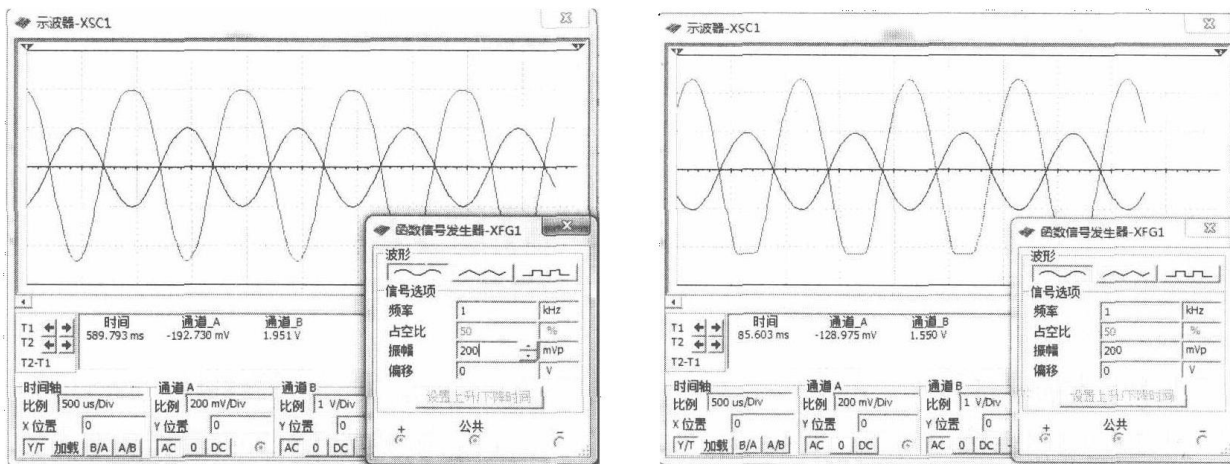 示波器-XSC1
函数信号发生器-XFG1
波形
信号选项
频率 1 kHz
占空比 50 %
振幅 200 mVp
偏移 0 V
设置上升/下降时间
+ 公共 -
时间 通道_A 通道_B
T1 589.793 ms -192.730 mV 1.951 V
T2
T2-T1
时间轴 通道 A 通道 B
比例 500 us/Div 比例 200 mV/Div 比例 1 V/Div
X 位置 0 Y 位置 0 Y 位置 0
Y/T 加载 B/A A/B AC 0 DC AC 0 DC
示波器-XSC1
函数信号发生器-XFG1
波形
信号选项
频率 1 kHz
占空比 50 %
振幅 200 mVp
偏移 0 V
设置上升/下降时间
+ 公共 -
时间 通道_A 通道_B
T1 85.603 ms -128.975 mV 1.550 V
T2
T2-T1
时间轴 通道 A 通道 B
比例 500 us/Div 比例 200 mV/Div 比例 1 V/Div
X 位置 0 Y 位置 0 Y 位置 0
Y/T 加载 B/A A/B AC 0 DC AC 0 DC